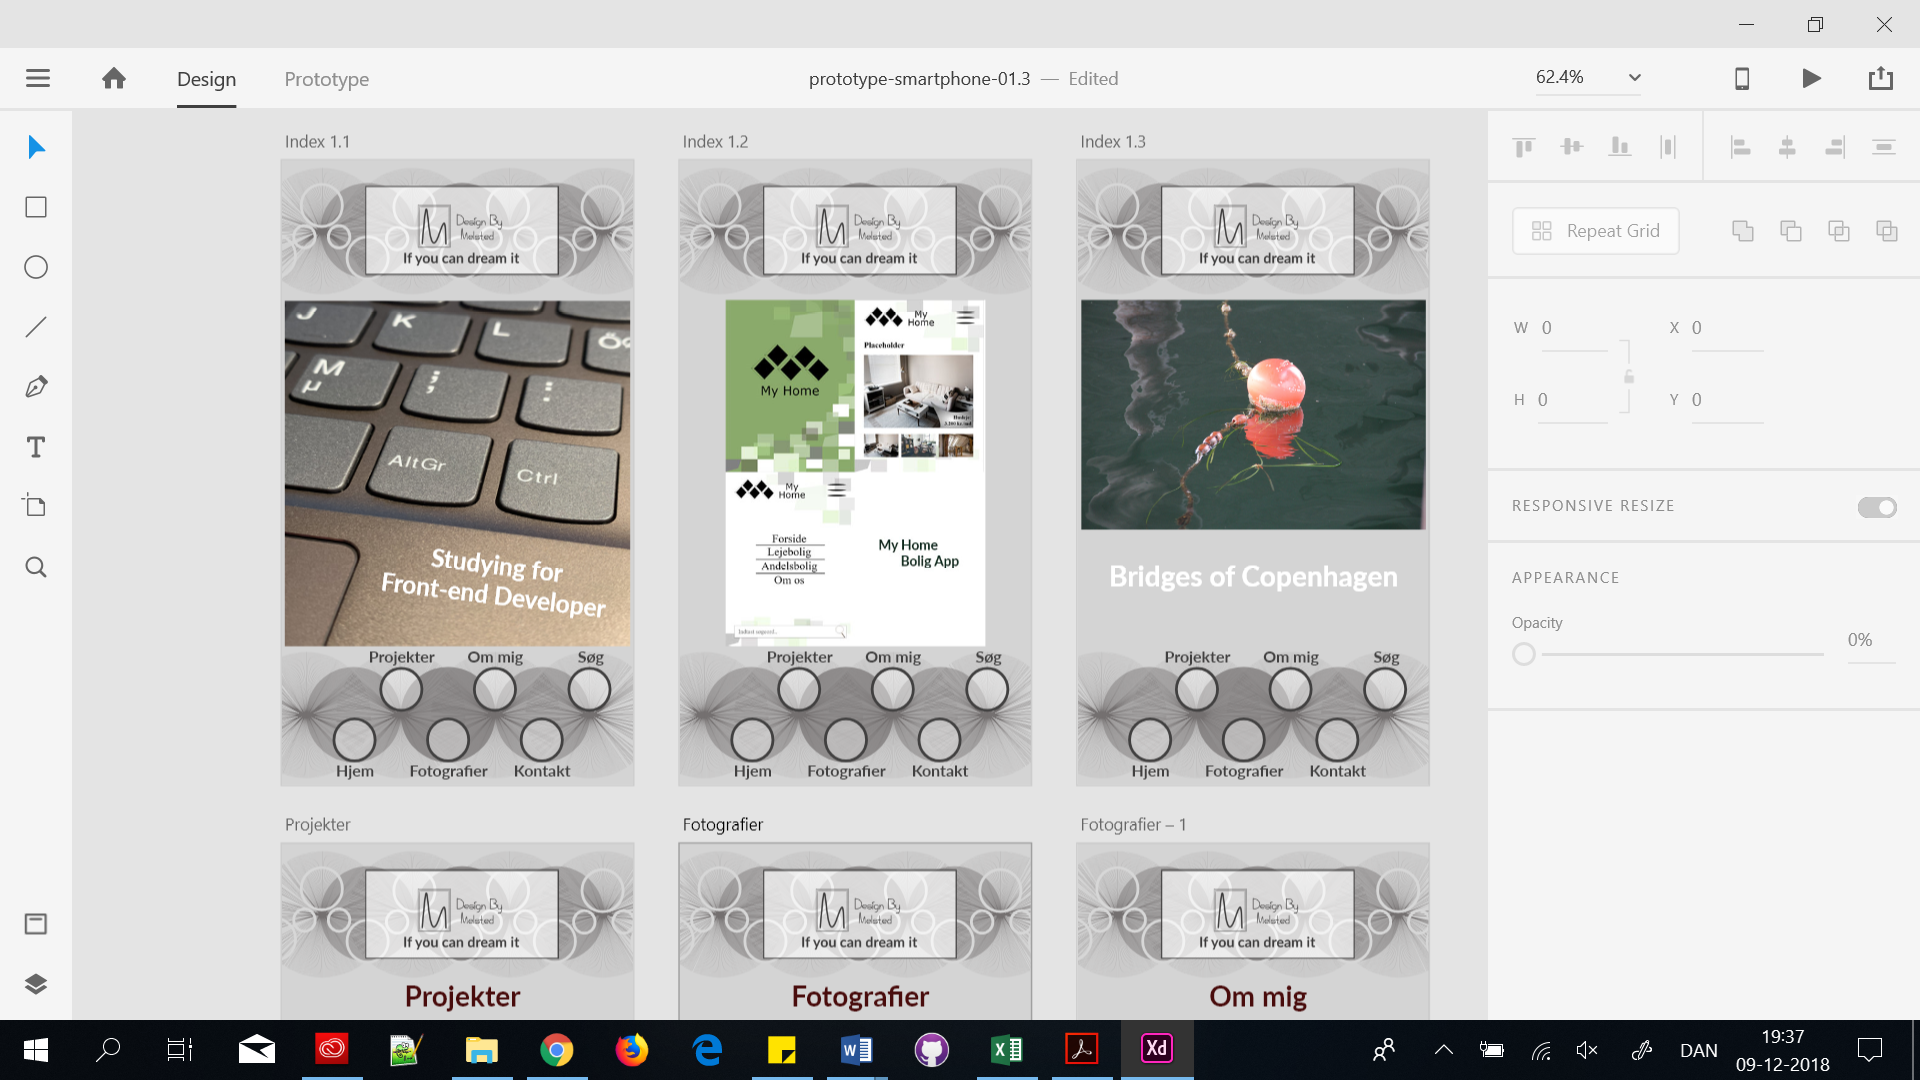 Design
Prototype
prototype-smartphone-01.3 — Edited
62.4%
Index 1.1
Index 1.2
Index 1.3
Design By
Melsted
If you can dream it
Design By
Melsted
If you can dream it
Design By
Melsted
If you can dream it
J
K
L
Ö
M
µ
;
,
:
.
AltGr
Ctrl
Studying for
Front-end Developer
My Home
My
Home
Placeholder
My
Home
Forside
Lejebolig
Andelsbolig
Om os
My Home
Bolig App
Bridges of Copenhagen
Projekter
Om mig
Søg
Hjem
Fotografier
Kontakt
Projekter
Om mig
Søg
Hjem
Fotografier
Kontakt
Projekter
Om mig
Søg
Hjem
Fotografier
Kontakt
Projekter
Fotografier
Fotografier – 1
Design By
Melsted
If you can dream it
Projekter
Design By
Melsted
If you can dream it
Fotografier
Design By
Melsted
If you can dream it
Om mig
Repeat Grid
W 0
X 0
H 0
Y 0
RESPONSIVE RESIZE
APPEARANCE
Opacity
0%
Xd
DAN
19:37
09-12-2018